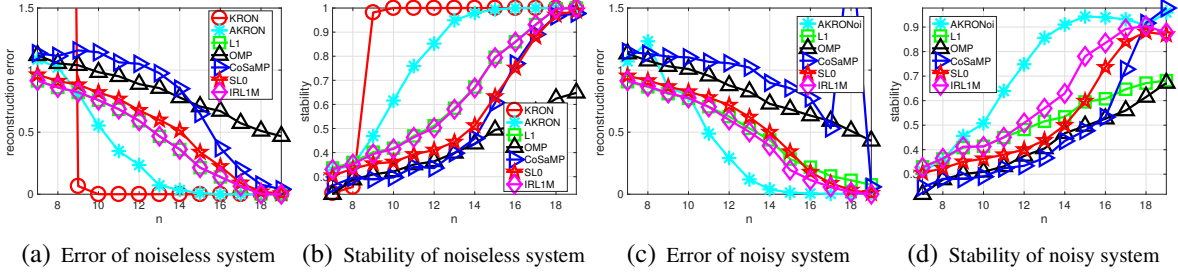 1.5
1
0.5
0
reconstruction error
8 10 12 14 16 18
n
KRON
AKRON
L1
OMP
CoSaMP
SL0
IRL1M
(a) Error of noiseless system
1
0.9
0.8
0.7
0.6
0.5
0.4
0.3
stability
8 10 12 14 16 18
n
KRON
AKRON
L1
OMP
CoSaMP
SL0
IRL1M
(b) Stability of noiseless system
1.5
1
0.5
0
reconstruction error
8 10 12 14 16 18
n
AKRONoi
L1
OMP
CoSaMP
SL0
IRL1M
(c) Error of noisy system
0.9
0.8
0.7
0.6
0.5
0.4
0.3
stability
8 10 12 14 16 18
n
AKRONoi
L1
OMP
CoSaMP
SL0
IRL1M
(d) Stability of noisy system